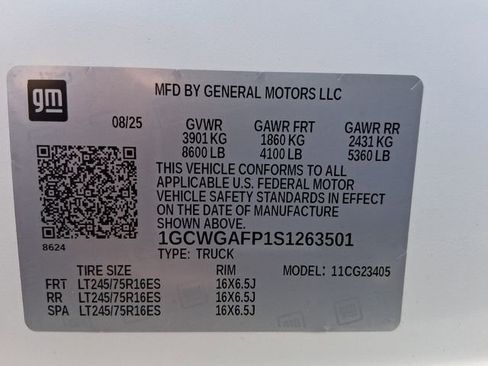 gm
MFD BY GENERAL MOTORS LLC
08/25 GVWR GAWR FRT GAWR RR
3901 KG 1860 KG 2431 KG
8600 LB 4100 LB 5360 LB
THIS VEHICLE CONFORMS TO ALL
APPLICABLE U.S. FEDERAL MOTOR
VEHICLE SAFETY STANDARDS IN EFFECT
ON THE DATE OF MANUFACTURE
SHOWN ABOVE.
8624
1GCWGAFP1S1263501
TYPE: TRUCK
TIRE SIZE RIM MODEL: 11CG23405
FRT LT245/75R16ES 16X6.5J
RR LT245/75R16ES 16X6.5J
SPA LT245/75R16ES 16X6.5J